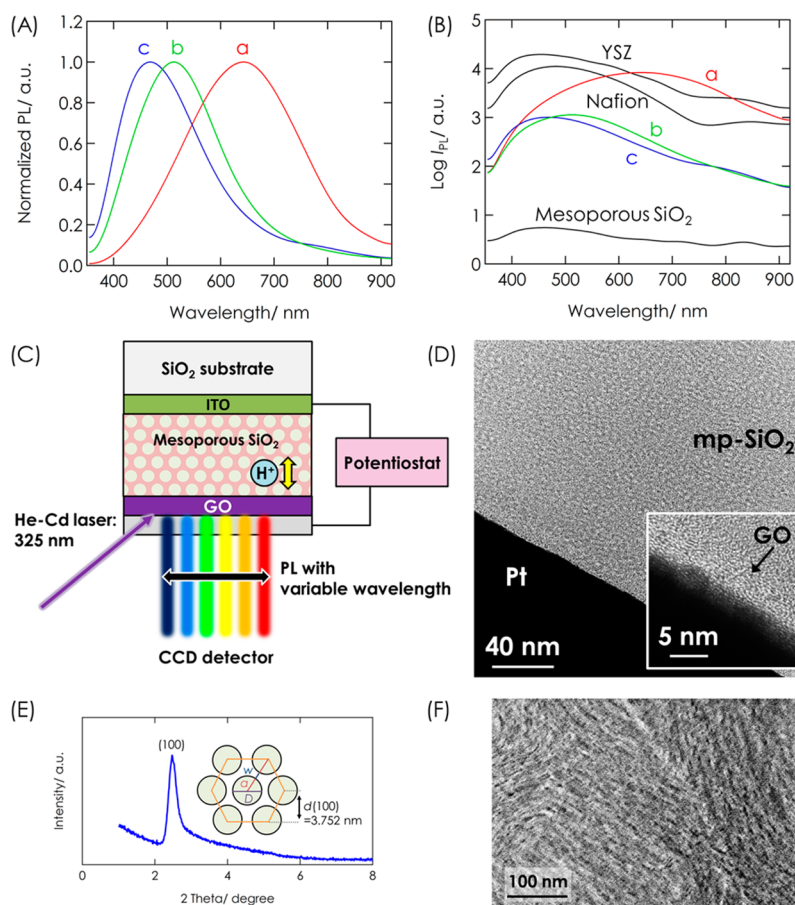 (A)
1.2
1.0
0.8
0.6
0.4
0.2
0.0
Normalized PL/ a.u.
c
b
a
400 500 600 700 800 900
Wavelength/ nm
(B)
5
4
3
2
1
0
Log I_PL/ a.u.
YSZ
a
Nafion
b
c
Mesoporous SiO₂
400 500 600 700 800 900
Wavelength/ nm
(C)
SiO₂ substrate
ITO
Mesoporous SiO₂
H⁺
GO
Potentiostat
He-Cd laser:
325 nm
PL with
variable wavelength
CCD detector
(D)
mp-SiO₂
GO
Pt
40 nm
5 nm
(E)
Intensity/ a.u.
(100)
w
a
D
d(100)
=3.752 nm
0 2 4 6 8
2 Theta/ degree
(F)
100 nm